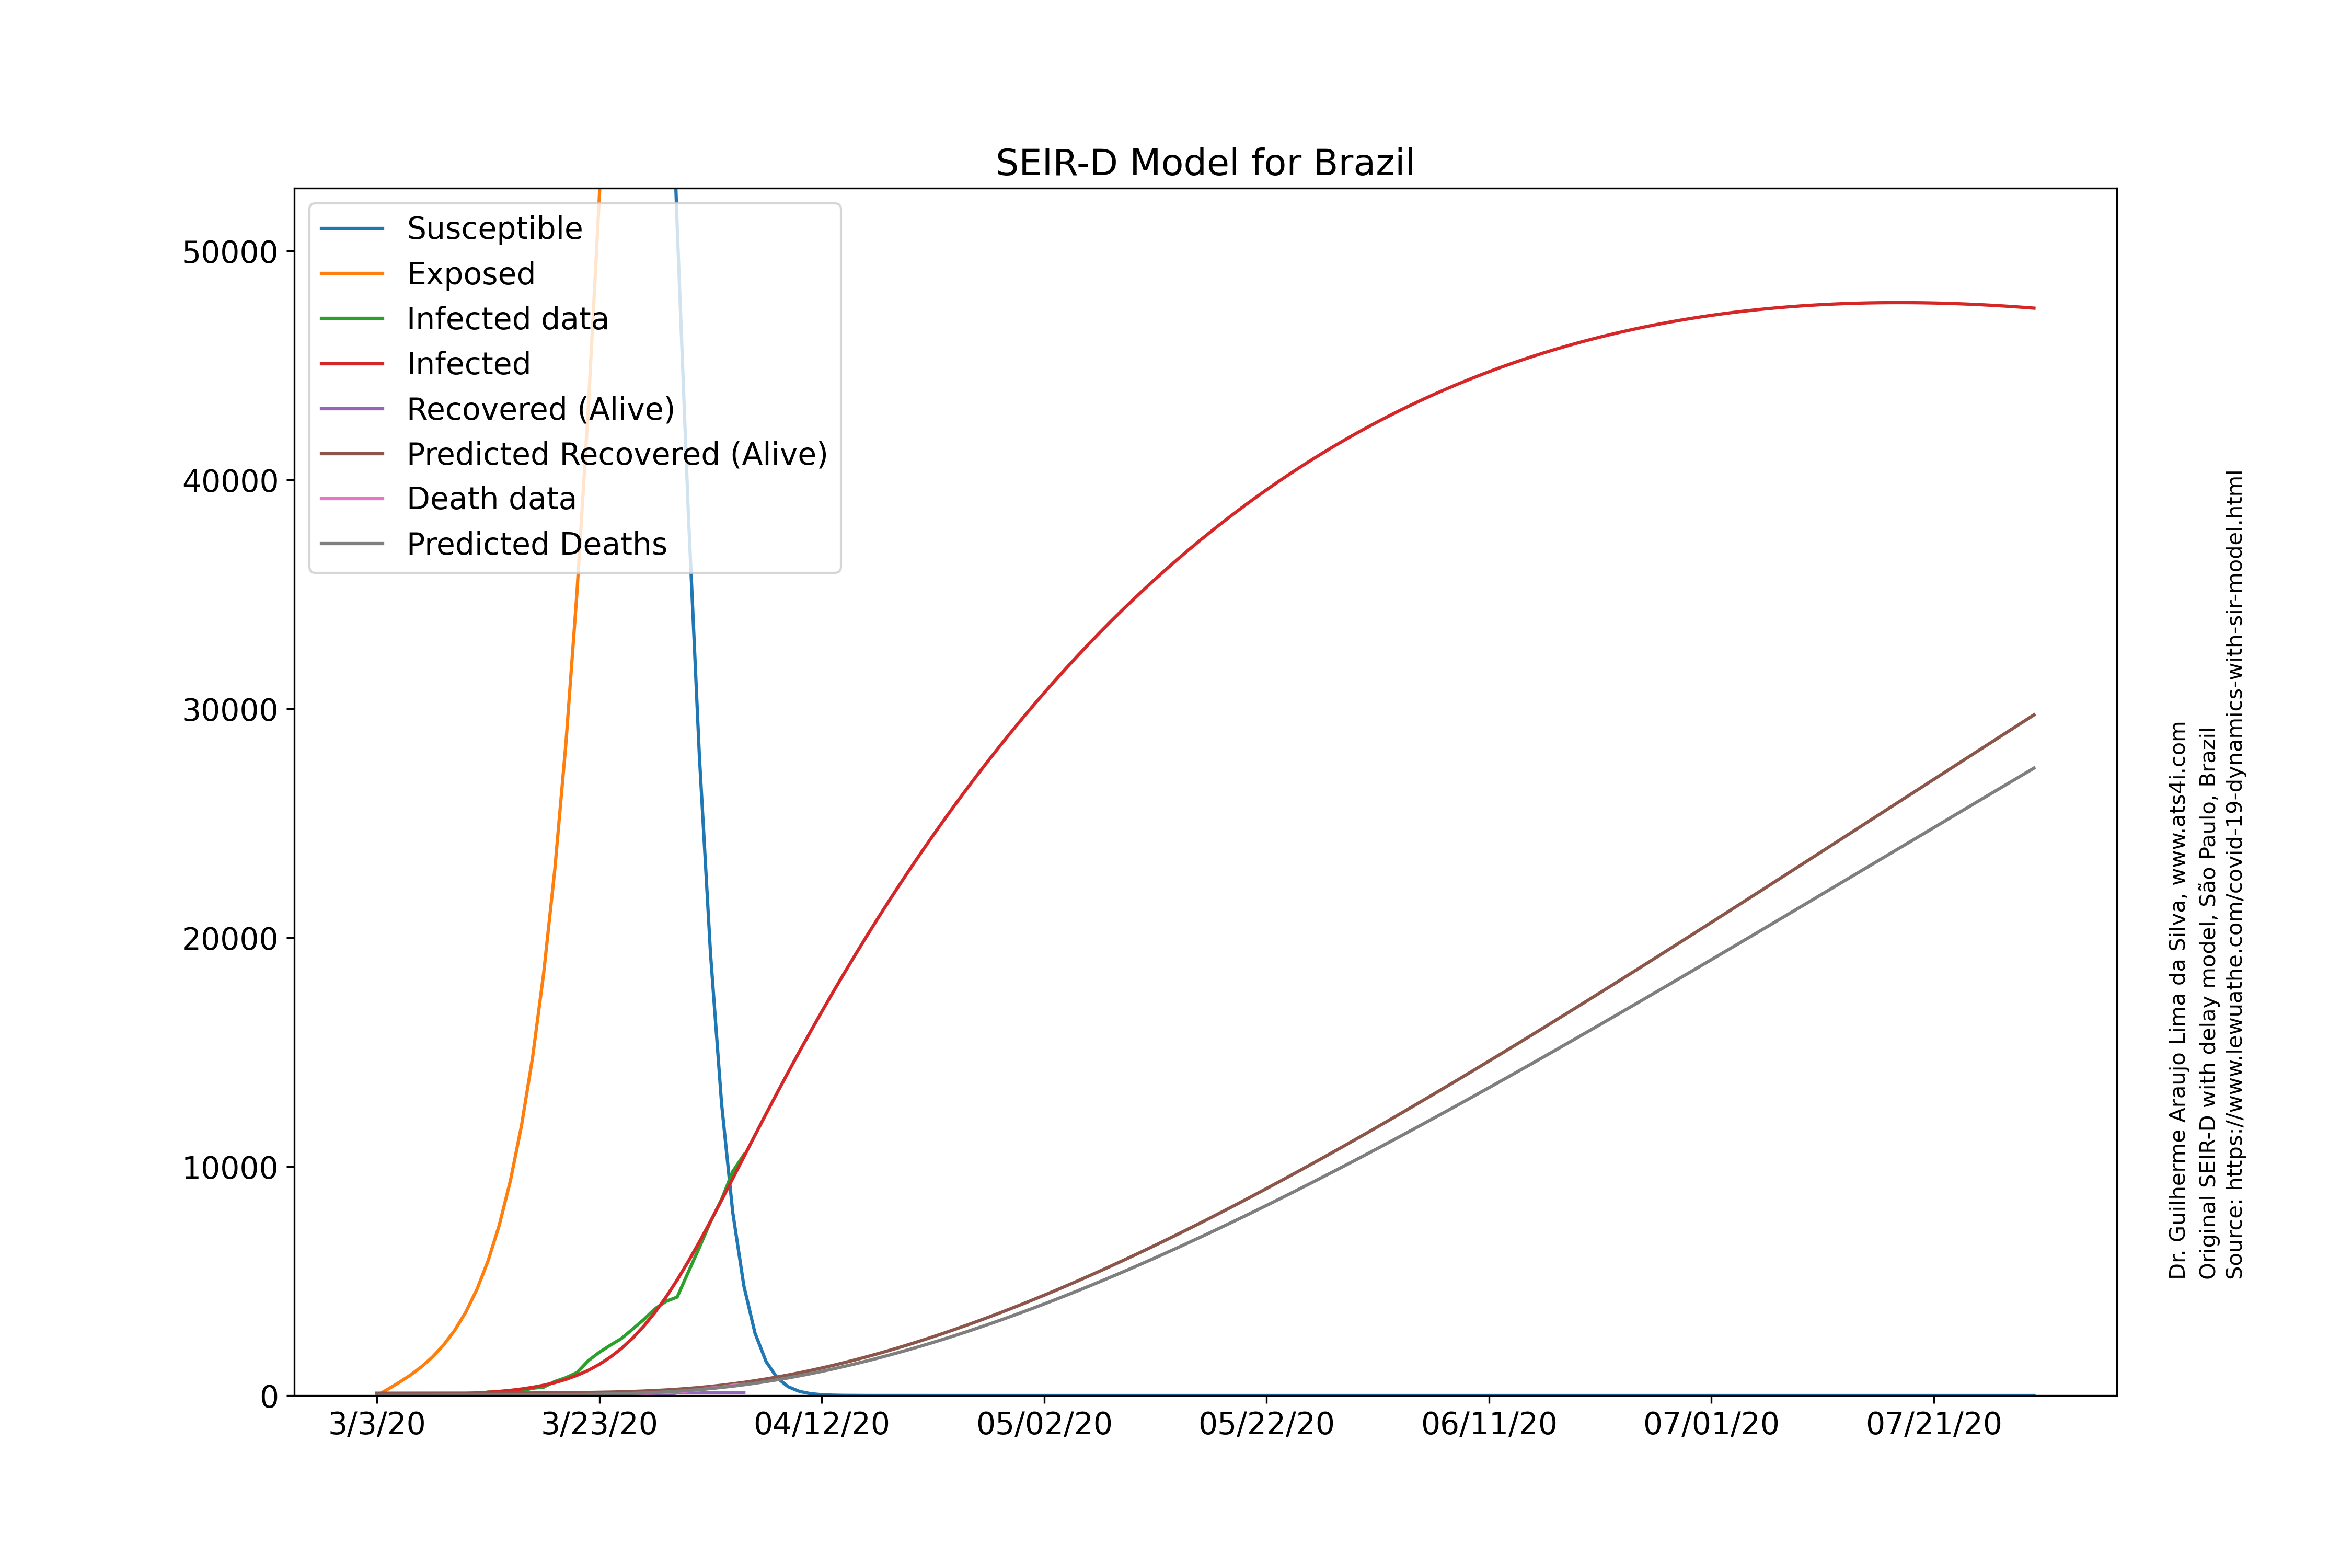 SEIR-D Model for Brazil
50000
40000
30000
20000
10000
0
Susceptible
Exposed
Infected data
Infected
Recovered (Alive)
Predicted Recovered (Alive)
Death data
Predicted Deaths
3/3/20
3/23/20
04/12/20
05/02/20
05/22/20
06/11/20
07/01/20
07/21/20
Dr. Guilherme Araujo Lima da Silva, www.ats4i.com
Original SEIR-D with delay model, São Paulo, Brazil
Source: https://www.lewuathe.com/covid-19-dynamics-with-sir-model.html